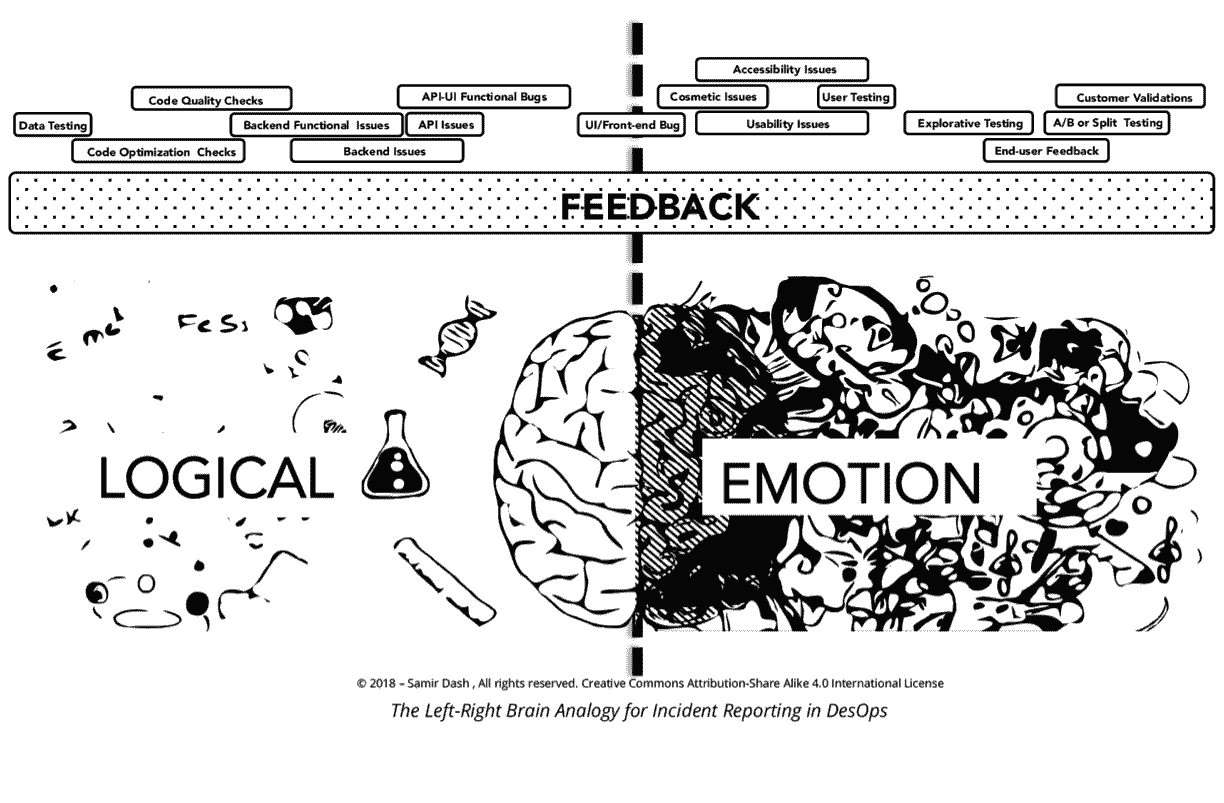 Accessibility Issues
Code Quality Checks
API-UI Functional Bugs
Cosmetic Issues
User Testing
Customer Validations
Data Testing
Backend Functional Issues
API Issues
UI/Front-end Bug
Usability Issues
Explorative Testing
A/B or Split Testing
Code Optimization Checks
Backend Issues
End-user Feedback
FEEDBACK
LOGICAL
EMOTION
© 2018 – Samir Dash , All rights reserved. Creative Commons Attribution-Share Alike 4.0 International License
The Left-Right Brain Analogy for Incident Reporting in DesOps